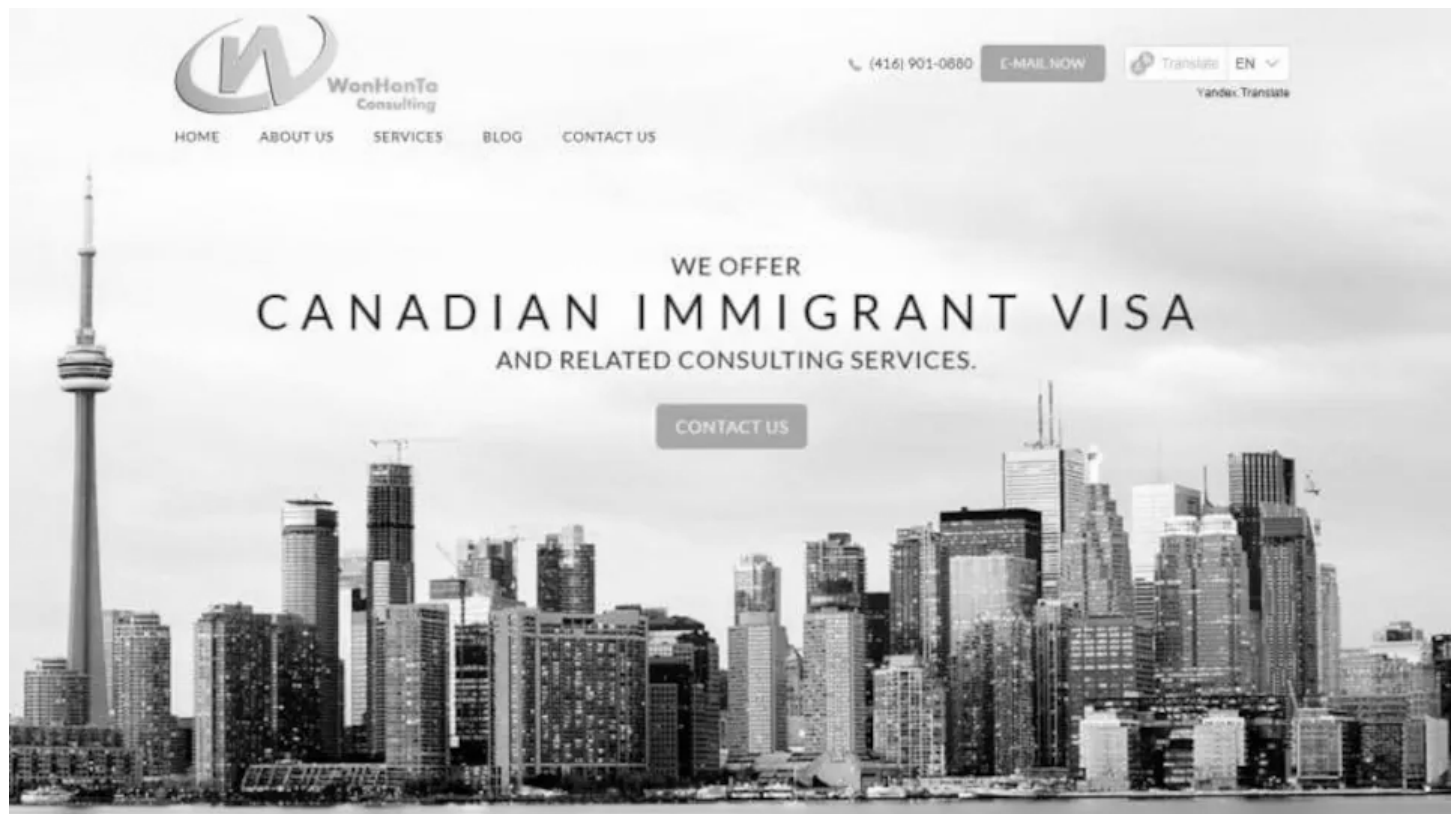 WonHonTa
Consulting
(416) 901-0880
E-MAIL NOW
Translate
EN
Yandex.Translate
HOME
ABOUT US
SERVICES
BLOG
CONTACT US
WE OFFER
CANADIAN IMMIGRANT VISA
AND RELATED CONSULTING SERVICES.
CONTACT US